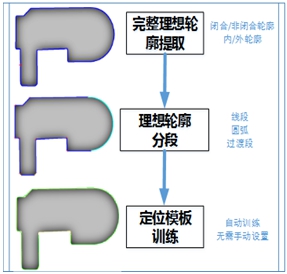 完整理想轮
廓提取
闭合/非闭合轮廓
内/外轮廓
理想轮廓
分段
线段
圆弧
过渡段
定位模板
训练
自动训练
无需手动设置